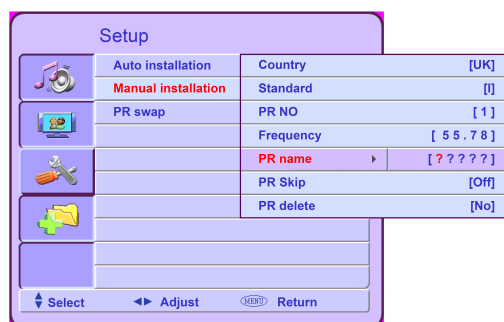 Setup
Auto installation
Manual installation
PR swap
Country [UK]
Standard [I]
PR NO [ 1 ]
Frequency [ 5 5 . 7 8 ]
PR name [ ? ? ? ? ? ]
PR Skip [Off]
PR delete [No]
Select Adjust MENU Return